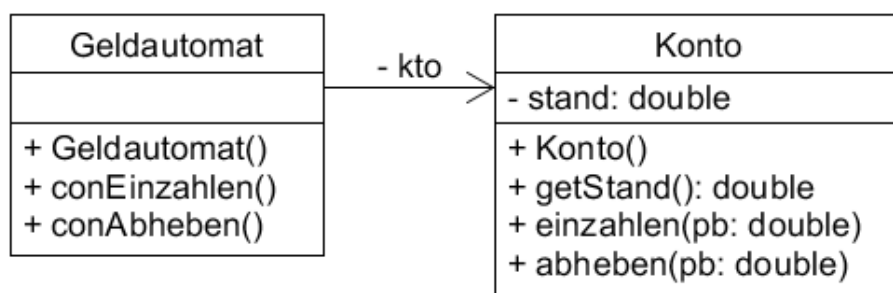 Geldautomat
+ Geldautomat()
+ conEinzahlen()
+ conAbheben()
- kto
Konto
- stand: double
+ Konto()
+ getStand(): double
+ einzahlen(pb: double)
+ abheben(pb: double)